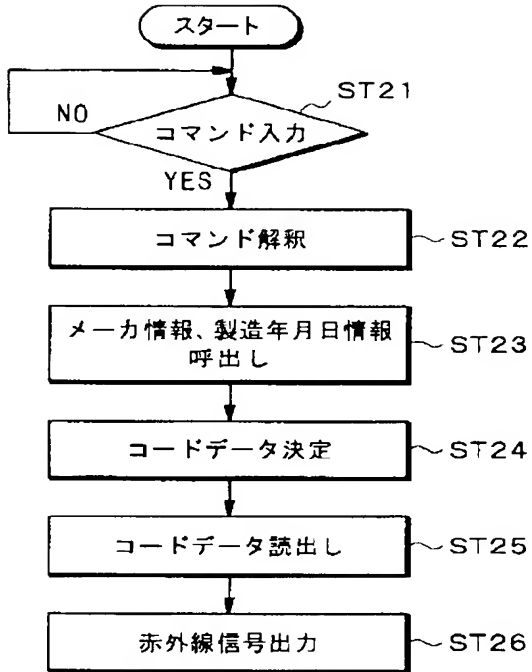 スタート
ST21
NO
コマンド入力
YES
コマンド解釈
ST22
メーカ情報、製造年月日情報
呼出し
ST23
コードデータ決定
ST24
コードデータ読出し
ST25
赤外線信号出力
ST26